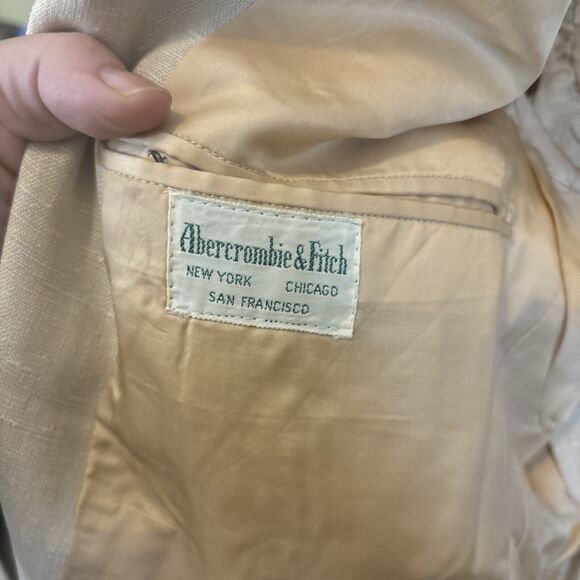 Abercrombie & Fitch
NEW YORK CHICAGO
SAN FRANCISCO